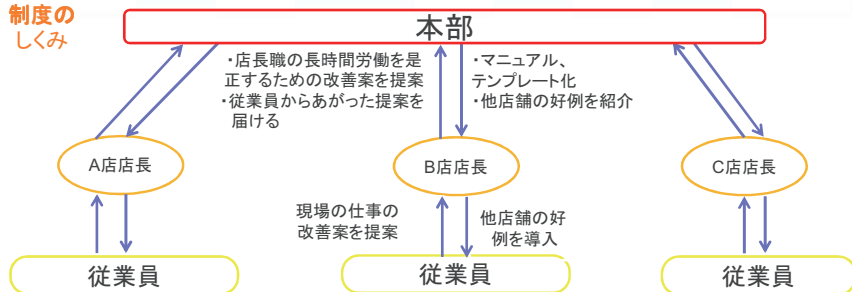 制度の
しくみ
本部
・店長職の長時間労働を是
正するための改善案を提案
・従業員からあがった提案を
届ける
・マニュアル、
テンプレート化
・他店舗の好例を紹介
A店店長
B店店長
C店店長
現場の仕事の
改善案を提案
他店舗の好
例を導入
従業員
従業員
従業員